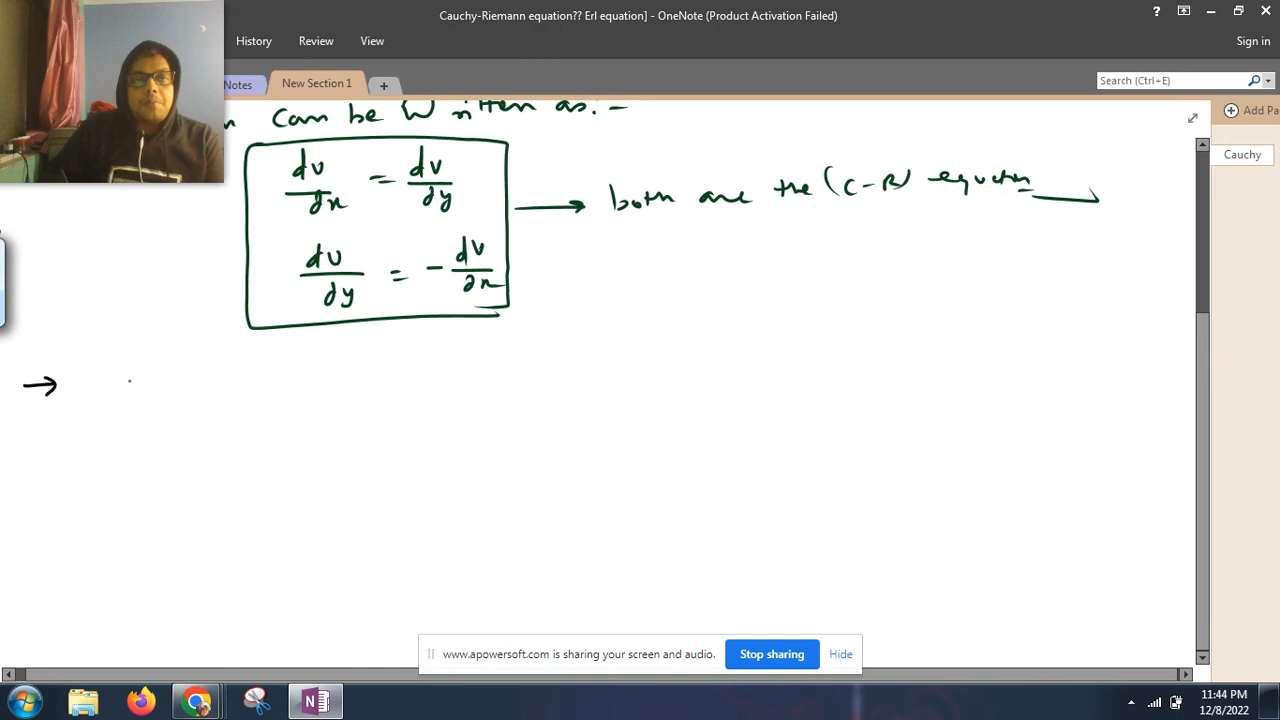 Cauchy-Riemann equation?? Erl equation] - OneNote (Product Activation Failed)
History Review View
Sign in
Notes New Section 1
Search (Ctrl+E)
Add Pa
Cauchy
can be Written as:-
du/dx = dv/dy
both are the (C-R) equation
du/dy = - dv/dx
www.apowersoft.com is sharing your screen and audio. Stop sharing Hide
11:44 PM
12/8/2022